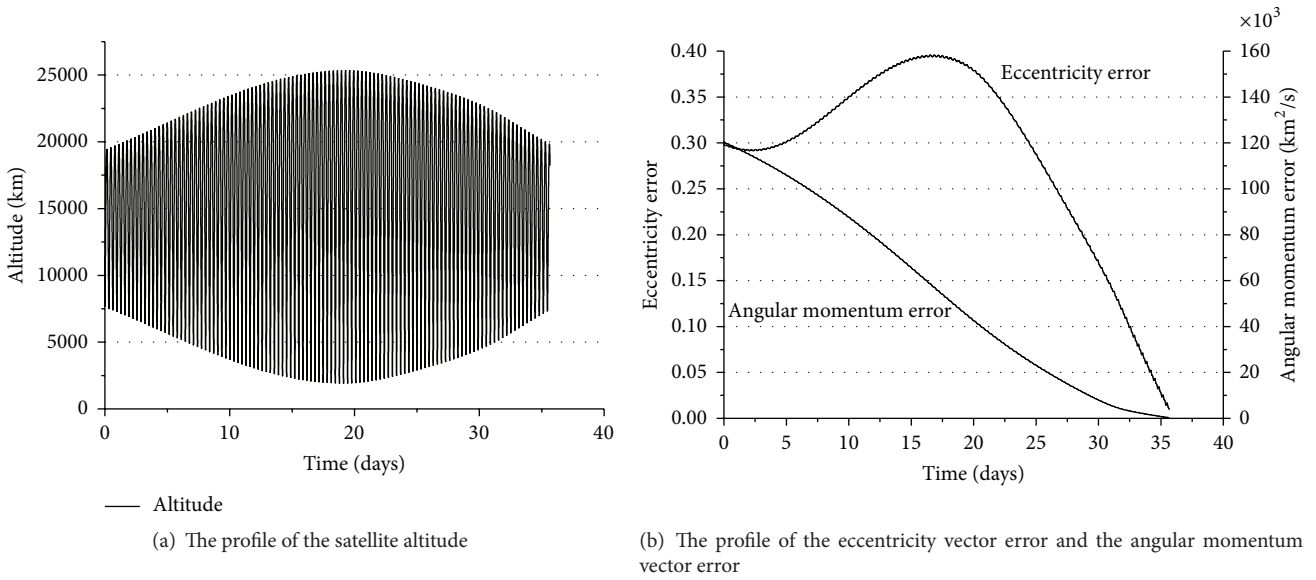 25000
20000
15000
10000
5000
0
Altitude (km)
0 10 20 30 40
Time (days)
Altitude
(a) The profile of the satellite altitude
×10³
0.40
0.35
0.30
0.25
0.20
0.15
0.10
0.05
0.00
Eccentricity error
Eccentricity error
Angular momentum error
160
140
120
100
80
60
40
20
0
Angular momentum error (km²/s)
0 5 10 15 20 25 30 35 40
Time (days)
(b) The profile of the eccentricity vector error and the angular momentum
vector error